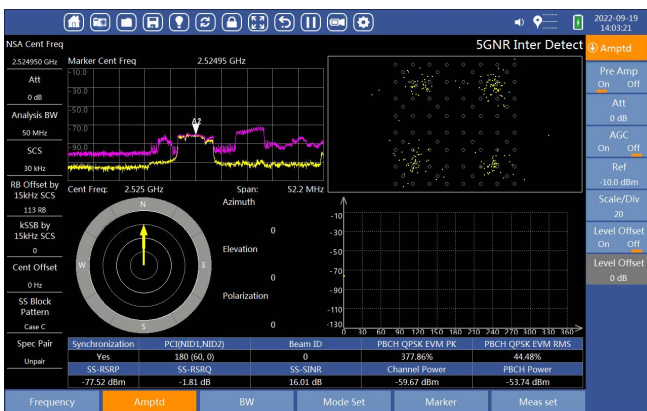 2022-09-19
14:03:21
NSA Cent Freq
2.524950 GHz
Att
0 dB
Analysis BW
50 MHz
SCS
30 kHz
RB Offset by
15kHz SCS
113 RB
kSSB by
15kHz SCS
0
Cent Offset
0 Hz
SS Block
Pattern
Case C
Spec Pair
Unpair
5GNR Inter Detect
Marker Cent Freq 2.52495 GHz
-10.0
-30.0
-50.0
-70.0
-90.0
Cent Freq: 2.525 GHz Span: 52.2 MHz
N
E
S
W
Azimuth
0
Elevation
0
Polarization
0
-10
-30
-50
-70
-90
-110
-130
0 30 60 90 120 150 180 210 240 270 300 330 360
Synchronization PCI(NID1,NID2) Beam ID PBCH QPSK EVM PK PBCH QPSK EVM RMS
Yes 180 (60, 0) 0 377.86% 44.48%
SS-RSRP SS-RSRQ SS-SINR Channel Power PBCH Power
-77.52 dBm -1.81 dB 16.01 dB -59.67 dBm -53.74 dBm
Amptd
Pre Amp
On Off
Att
0 dB
AGC
On Off
Ref
-10.0 dBm
Scale/Div
20
Level Offset
On Off
Level Offset
0 dB
Frequency Amptd BW Mode Set Marker Meas set